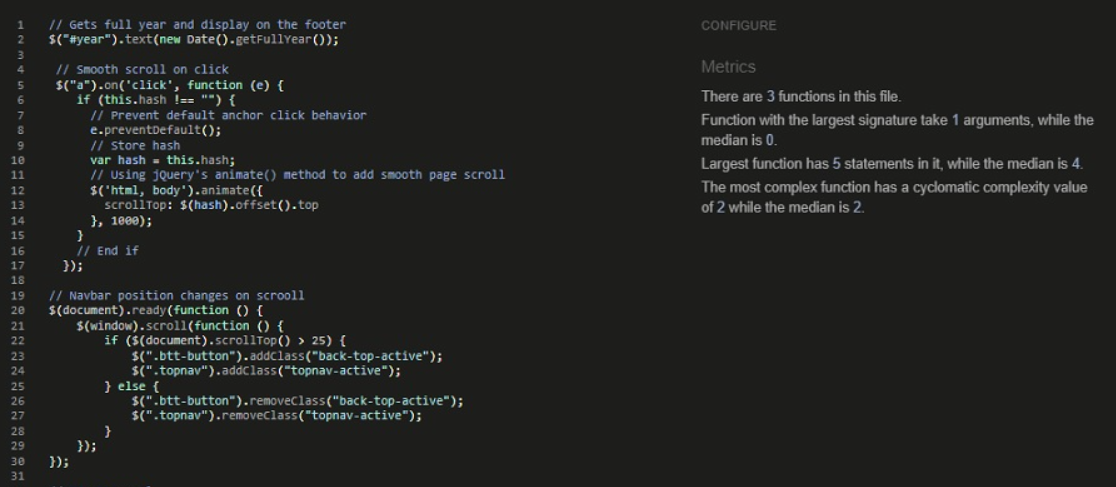 1 // Gets full year and display on the footer
2 $("#year").text(new Date().getFullYear());
3
4 // Smooth scroll on click
5 $("a").on('click', function (e) {
6 if (this.hash !== "") {
7 // Prevent default anchor click behavior
8 e.preventDefault();
9 // Store hash
10 var hash = this.hash;
11 // Using jQuery's animate() method to add smooth page scroll
12 $('html, body').animate({
13 scrollTop: $(hash).offset().top
14 }, 1000);
15 }
16 // End if
17 });
18
19 // Navbar position changes on scrooll
20 $(document).ready(function () {
21 $(window).scroll(function () {
22 if ($(document).scrollTop() > 25) {
23 $(".btt-button").addClass("back-top-active");
24 $(".topnav").addClass("topnav-active");
25 } else {
26 $(".btt-button").removeClass("back-top-active");
27 $(".topnav").removeClass("topnav-active");
28 }
29 });
30 });
31
CONFIGURE
Metrics
There are 3 functions in this file.
Function with the largest signature take 1 arguments, while the
median is 0.
Largest function has 5 statements in it, while the median is 4.
The most complex function has a cyclomatic complexity value
of 2 while the median is 2.